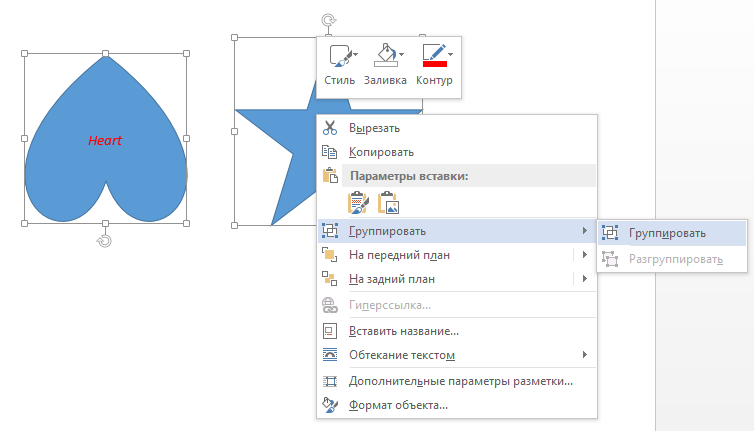 Heart
Стиль Заливка Контур
Вырезать
Копировать
Параметры вставки:
Группировать
Группировать
На передний план
Разгруппировать
На задний план
Гиперссылка...
Вставить название...
Обтекание текстом
Дополнительные параметры разметки...
Формат объекта...